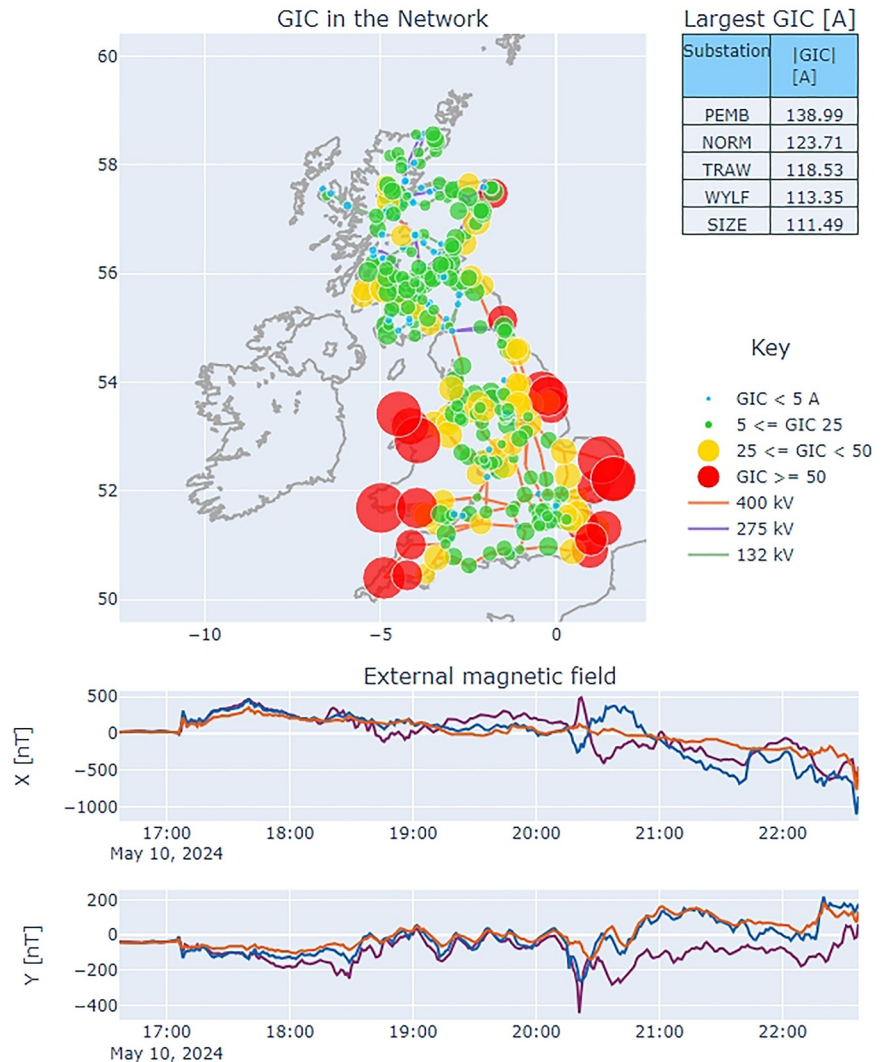 GIC in the Network
Largest GIC [A]
Substation |GIC| [A]
PEMB 138.99
NORM 123.71
TRAW 118.53
WYLF 113.35
SIZE 111.49
60
58
56
54
52
50
−10 −5 0
Key
GIC < 5 A
5 <= GIC 25
25 <= GIC < 50
GIC >= 50
400 kV
275 kV
132 kV
External magnetic field
X [nT]
500
0
−500
−1000
17:00 18:00 19:00 20:00 21:00 22:00
May 10, 2024
Y [nT]
200
0
−200
−400
17:00 18:00 19:00 20:00 21:00 22:00
May 10, 2024